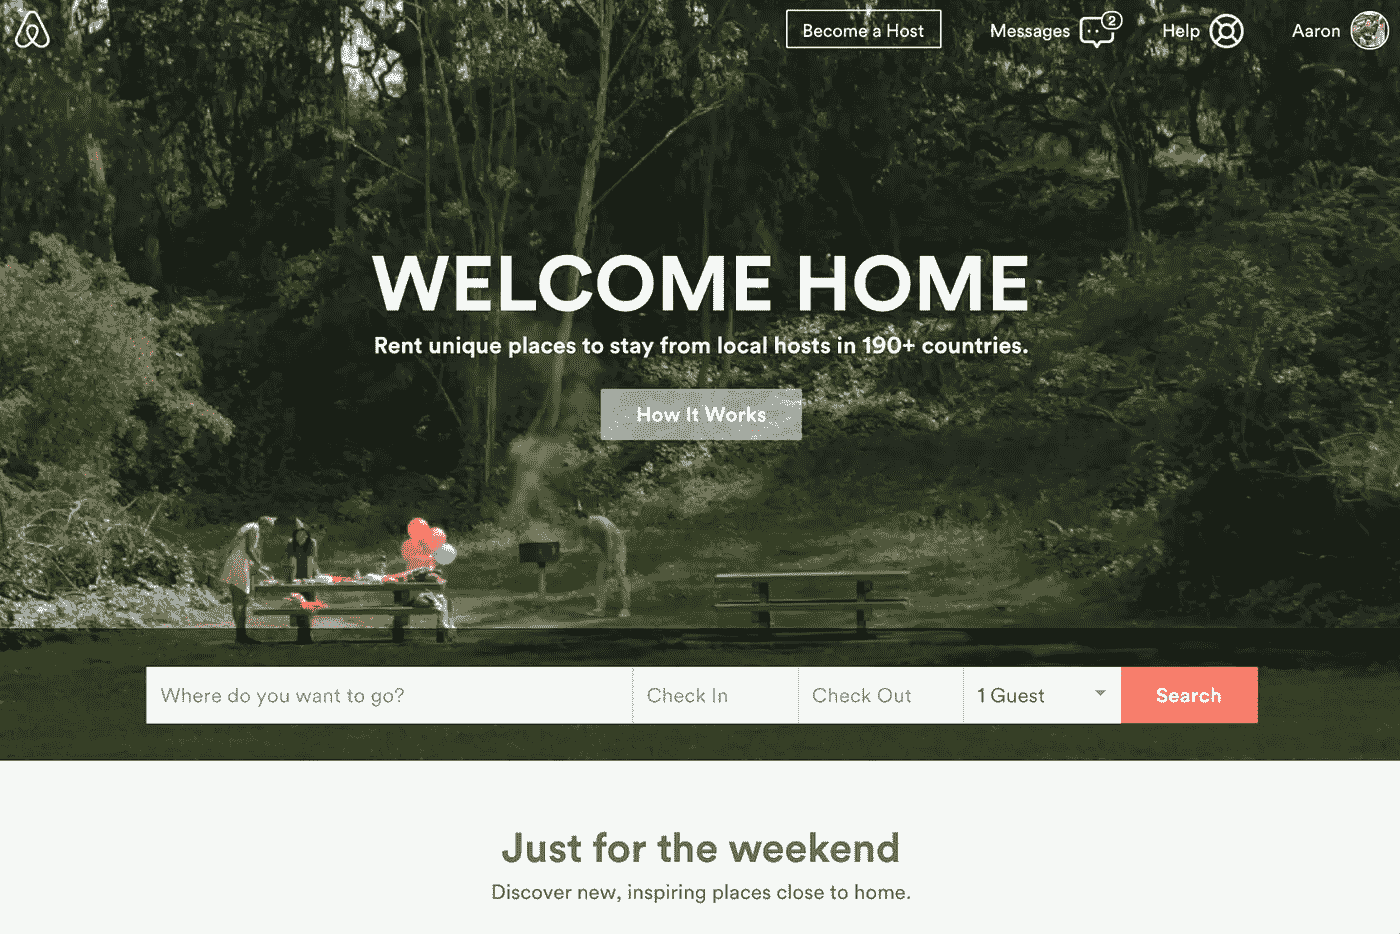 Become a Host
Messages
2
Help
Aaron
WELCOME HOME
Rent unique places to stay from local hosts in 190+ countries.
How It Works
Where do you want to go?
Check In
Check Out
1 Guest
Search
Just for the weekend
Discover new, inspiring places close to home.